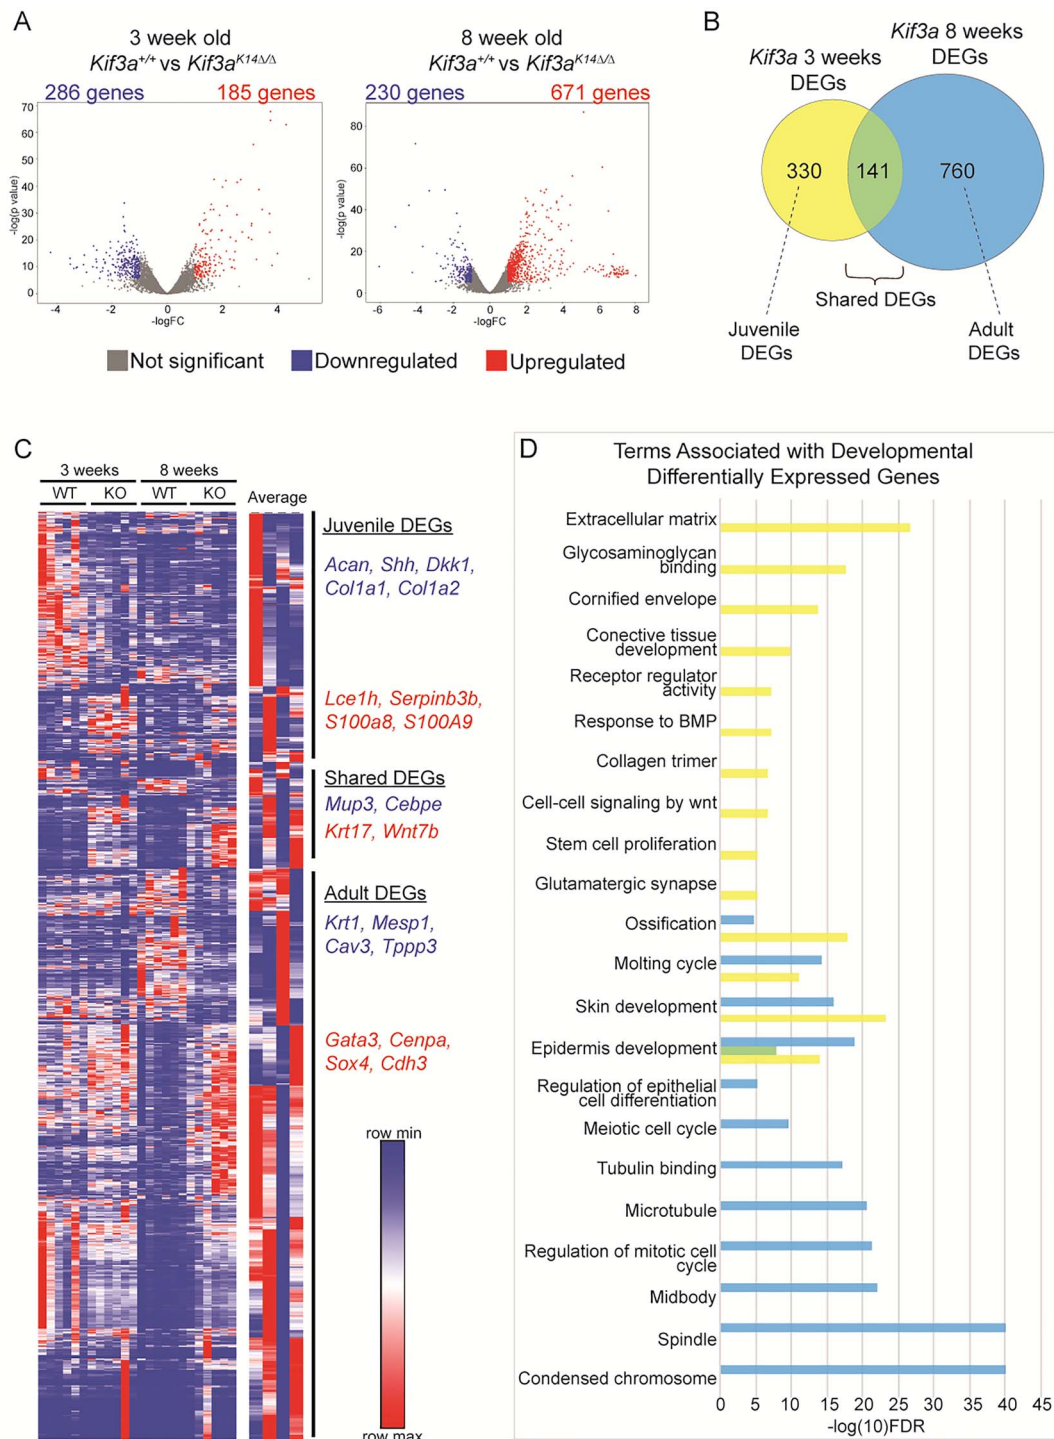 A
3 week old
Kif3a+/+ vs Kif3aK14Δ/Δ
286 genes
185 genes
70
60
50
40
30
20
10
0
-log(p value)
-4
-2
0
2
4
-logFC
8 week old
Kif3a+/+ vs Kif3aK14Δ/Δ
230 genes
671 genes
80
60
40
20
0
-log(p value)
-6
-4
-2
0
2
4
6
8
-logFC
Not significant
Downregulated
Upregulated
B
Kif3a 3 weeks
DEGs
Kif3a 8 weeks
DEGs
330
141
760
Shared DEGs
Juvenile
DEGs
Adult
DEGs
C
3 weeks
8 weeks
WT
KO
WT
KO
Average
Juvenile DEGs
Acan, Shh, Dkk1,
Col1a1, Col1a2
Lce1h, Serpinb3b,
S100a8, S100A9
Shared DEGs
Mup3, Cebpe
Krt17, Wnt7b
Adult DEGs
Krt1, Mesp1,
Cav3, Tppp3
Gata3, Cenpa,
Sox4, Cdh3
row min
row max
D
Terms Associated with Developmental
Differentially Expressed Genes
Extracellular matrix
Glycosaminoglycan
binding
Cornified envelope
Conective tissue
development
Receptor regulator
activity
Response to BMP
Collagen trimer
Cell-cell signaling by wnt
Stem cell proliferation
Glutamatergic synapse
Ossification
Molting cycle
Skin development
Epidermis development
Regulation of epithelial
cell differentiation
Meiotic cell cycle
Tubulin binding
Microtubule
Regulation of mitotic cell
cycle
Midbody
Spindle
Condensed chromosome
0
5
10
15
20
25
30
35
40
45
-log(10)FDR